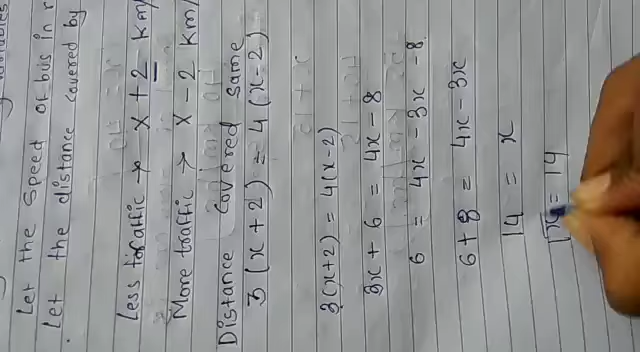 Let the speed of bus in
Let the distance covered by
Less traffic → x + 2 km/
More traffic → x - 2 km/
Distance covered same
3 (x + 2) = 4 (x - 2)
3(x+2) = 4(x-2)
3x + 6 = 4x - 8
6 = 4x - 3x - 8
6 + 8 = 4x - 3x
14 = x
x = 14